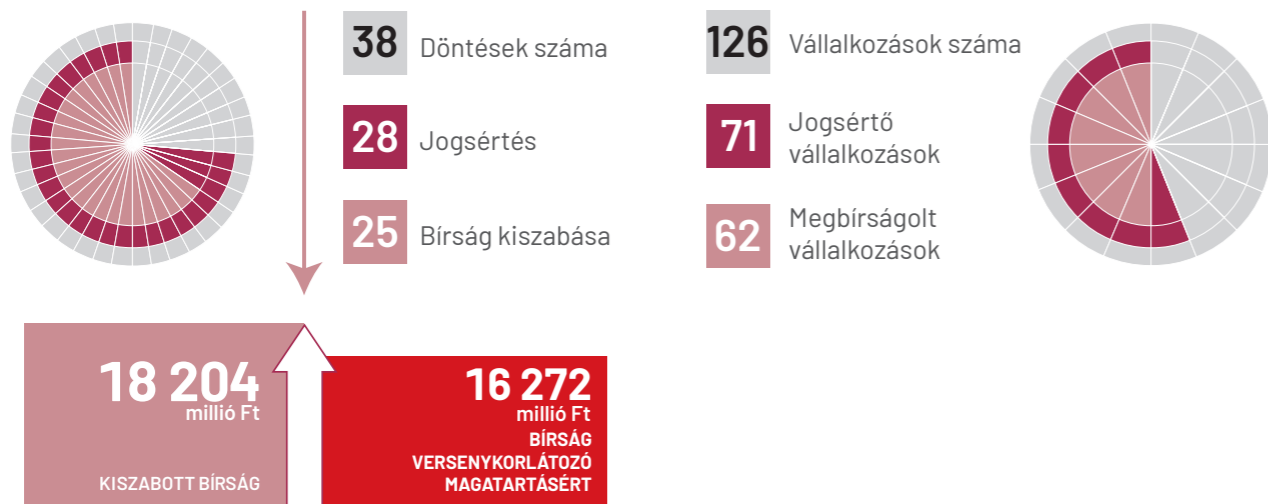 38 Döntések száma
28 Jogsértés
25 Bírság kiszabása
126 Vállalkozások száma
71 Jogsértő
vállalkozások
62 Megbírságolt
vállalkozások
18 204
millió Ft
KISZABOTT BÍRSÁG
16 272
millió Ft
BÍRSÁG
VERSENYKORLÁTOZÓ
MAGATARTÁSÉRT